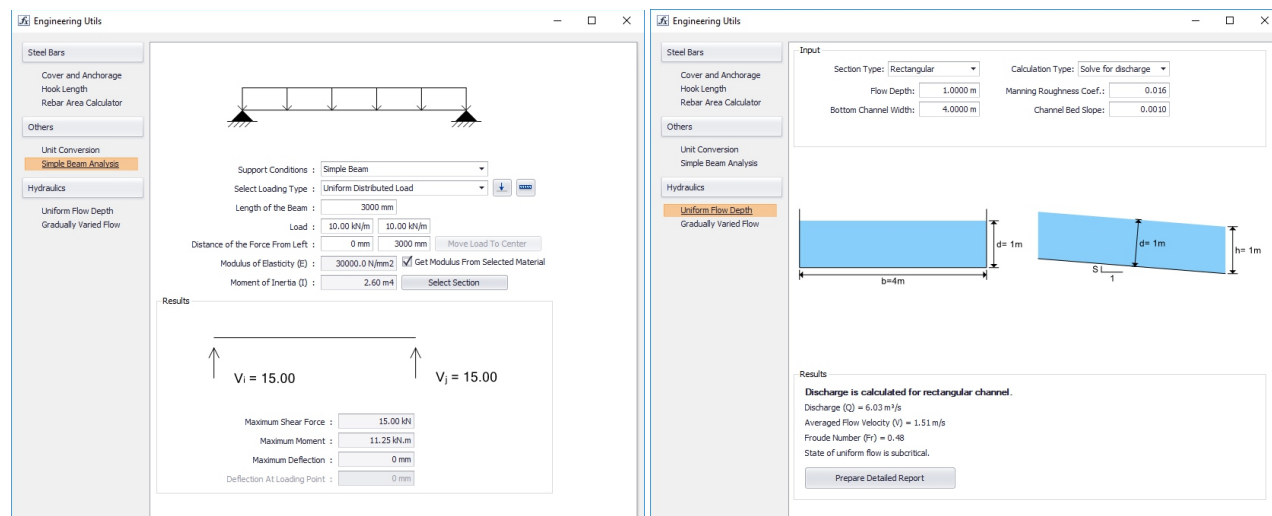 Engineering Utils
Steel Bars
Cover and Anchorage
Hook Length
Rebar Area Calculator
Others
Unit Conversion
Simple Beam Analysis
Hydraulics
Uniform Flow Depth
Gradually Varied Flow
Support Conditions : Simple Beam
Select Loading Type : Uniform Distributed Load
Length of the Beam : 3000 mm
Load : 10.00 kN/m 10.00 kN/m
Distance of the Force From Left : 0 mm 3000 mm Move Load To Center
Modulus of Elasticity (E) : 30000.0 N/mm2 Get Modulus From Selected Material
Moment of Inertia (I) : 2.60 m4 Select Section
Results
Vi = 15.00 Vj = 15.00
Maximum Shear Force : 15.00 kN
Maximum Moment : 11.25 kN.m
Maximum Deflection : 0 mm
Deflection At Loading Point : 0 mm
Engineering Utils
Steel Bars
Cover and Anchorage
Hook Length
Rebar Area Calculator
Others
Unit Conversion
Simple Beam Analysis
Hydraulics
Uniform Flow Depth
Gradually Varied Flow
Input
Section Type: Rectangular Calculation Type: Solve for discharge
Flow Depth: 1.0000 m Manning Roughness Coef.: 0.016
Bottom Channel Width: 4.0000 m Channel Bed Slope: 0.0010
d= 1m d= 1m h= 1m
S
1
b=4m
Results
Discharge is calculated for rectangular channel.
Discharge (Q) = 6.03 m³/s
Averaged Flow Velocity (V) = 1.51 m/s
Froude Number (Fr) = 0.48
State of uniform flow is subcritical.
Prepare Detailed Report